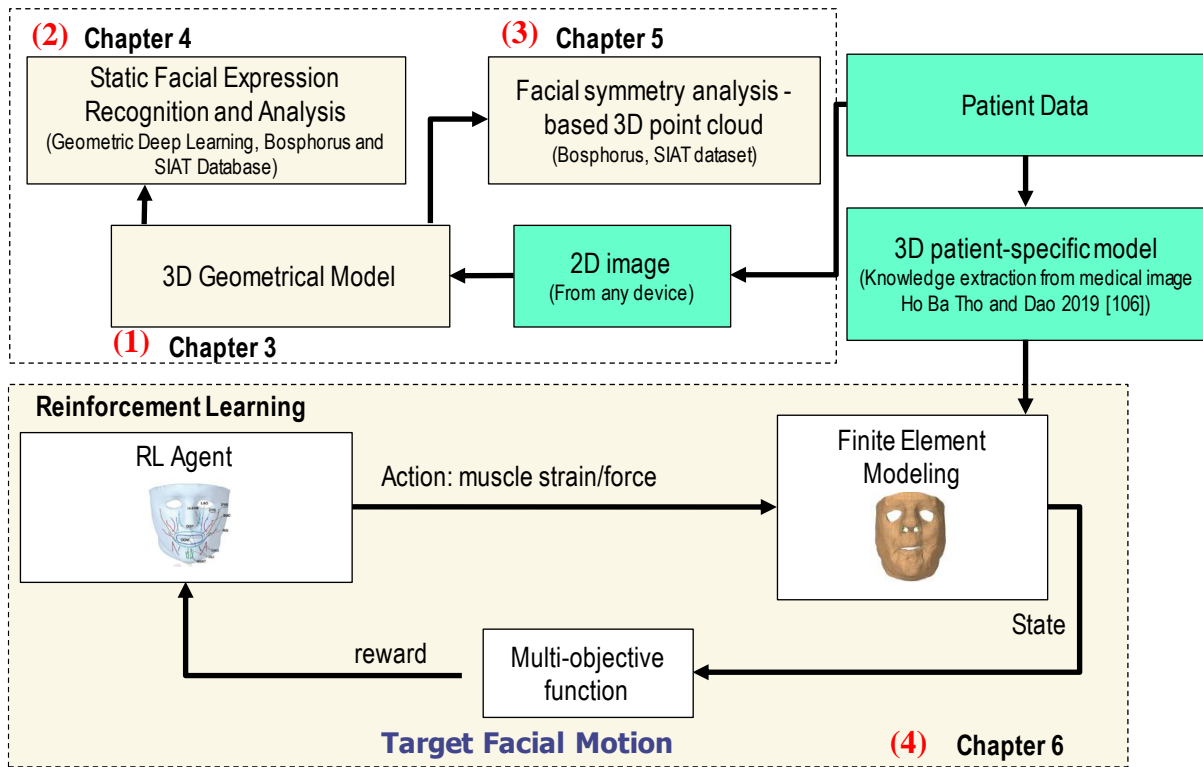 (2) Chapter 4
Static Facial Expression
Recognition and Analysis
(Geometric Deep Learning, Bosphorus and
SIAT Database)
(3) Chapter 5
Facial symmetry analysis -
based 3D point cloud
(Bosphorus, SIAT dataset)
Patient Data
3D Geometrical Model
2D image
(From any device)
3D patient-specific model
(Knowledge extraction from medical image
Ho Ba Tho and Dao 2019 [106])
(1) Chapter 3
Reinforcement Learning
RL Agent
Action: muscle strain/force
Finite Element
Modeling
State
reward
Multi-objective
function
Target Facial Motion
(4) Chapter 6